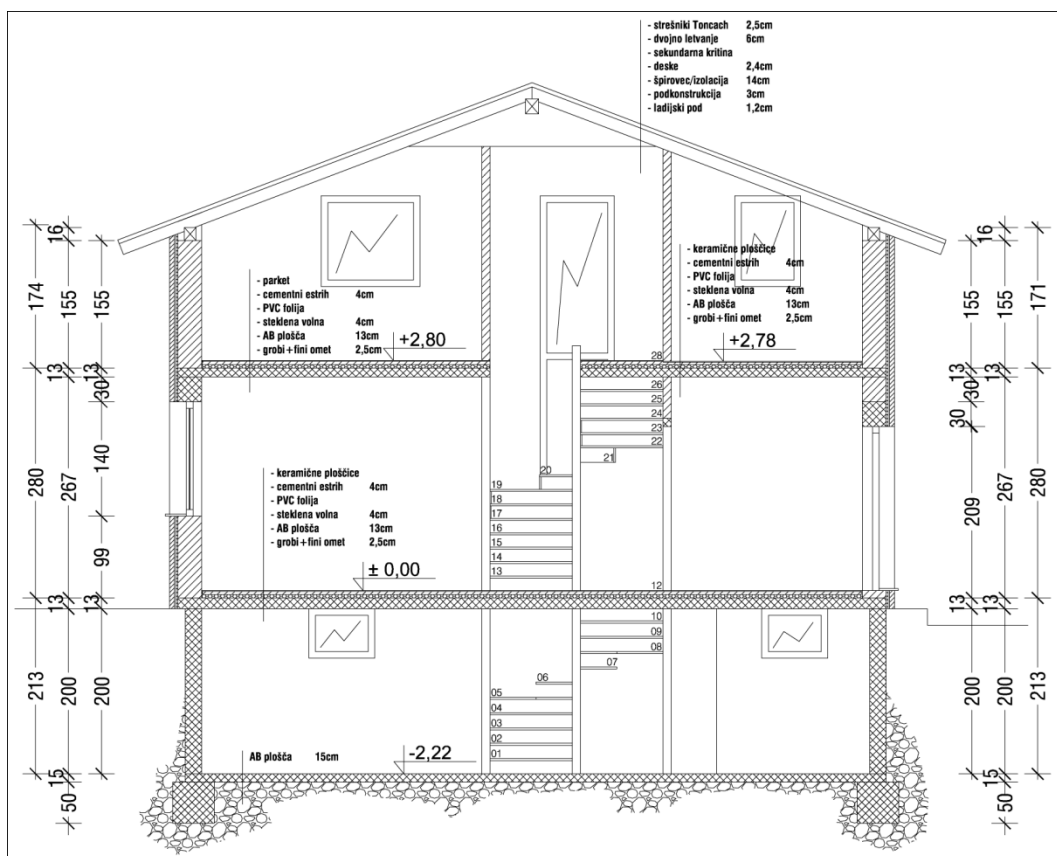 - strešniki Toncach 2,5cm
- dvojno letvanje 6cm
- sekundarna kritina
- deske 2,4cm
- špirovec/izolacija 14cm
- podkonstrukcija 3cm
- ladijski pod 1,2cm
- parket
- cementni estrih 4cm
- PVC folija
- steklena volna 4cm
- AB plošča 13cm
- grobi+fini omet 2,5cm
+2,80
- keramične ploščice
- cementni estrih 4cm
- PVC folija
- steklena volna 4cm
- AB plošča 13cm
- grobi+fini omet 2,5cm
+2,78
- keramične ploščice
- cementni estrih 4cm
- PVC folija
- steklena volna 4cm
- AB plošča 13cm
- grobi+fini omet 2,5cm
± 0,00
AB plošča 15cm
-2,22
28
26
25
24
23
22
21
20
19
18
17
16
15
14
13
12
10
09
08
07
06
05
04
03
02
01
174
280
213
16
155
13
267
13
200
15
50
155
13
30
140
99
13
200
155
13
30
30
209
13
200
16
155
13
267
13
200
15
50
171
280
213